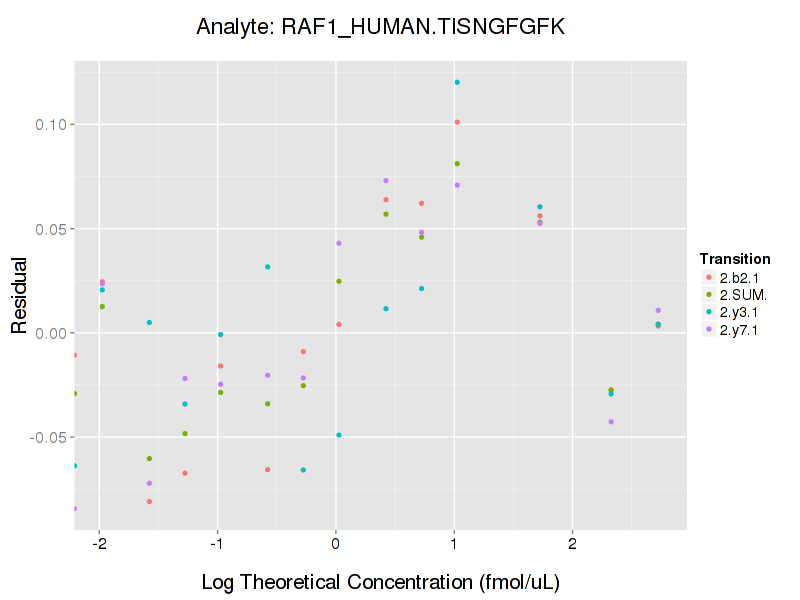 Analyte: RAF1_HUMAN.TISNGFGFK
0.10
0.05
0.00
-0.05
Residual
-2
-1
0
1
2
Log Theoretical Concentration (fmol/uL)
Transition
2.b2.1
2.SUM.
2.y3.1
2.y7.1